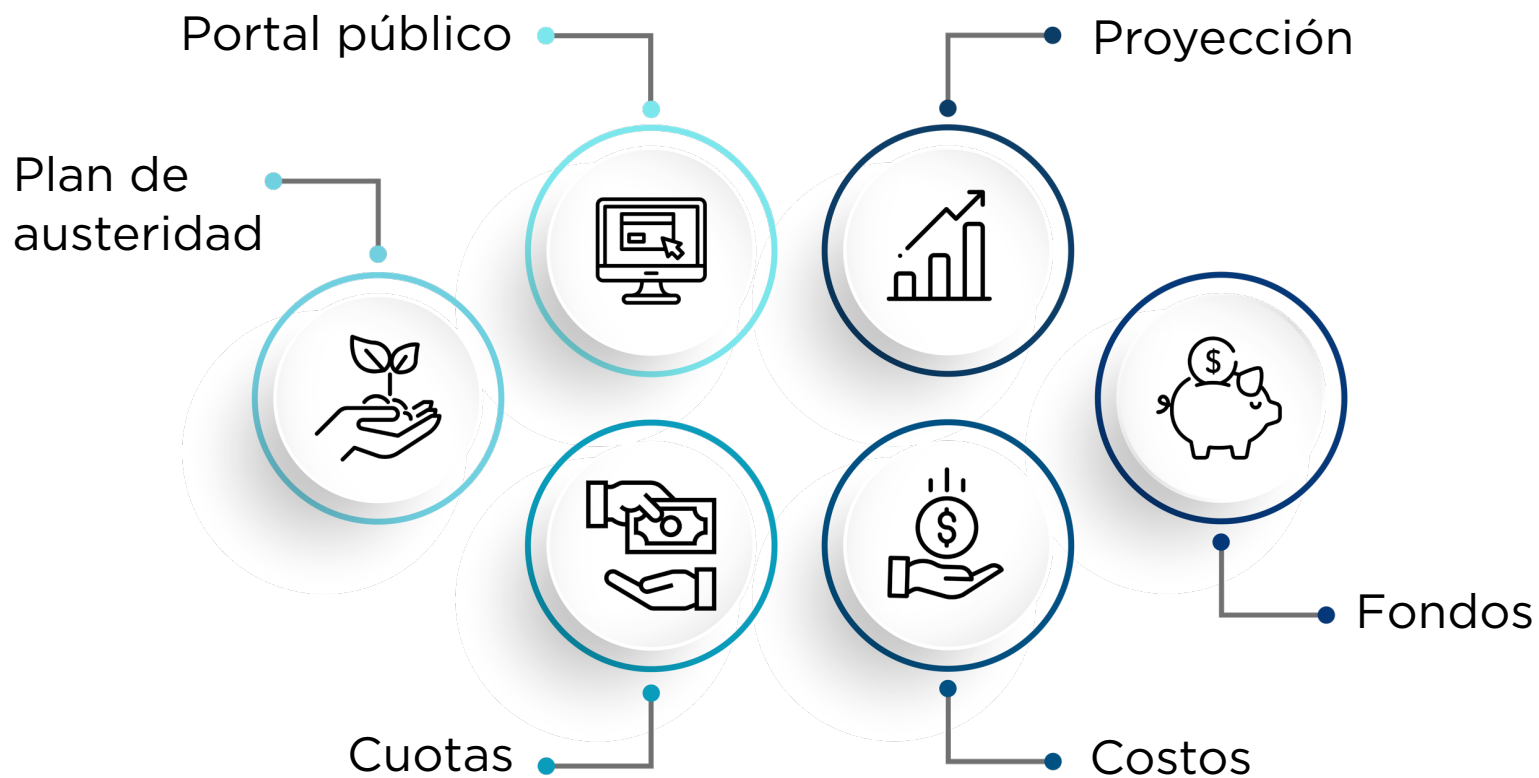 Portal público
Proyección
Plan de
austeridad
$
$
Fondos
Cuotas
Costos